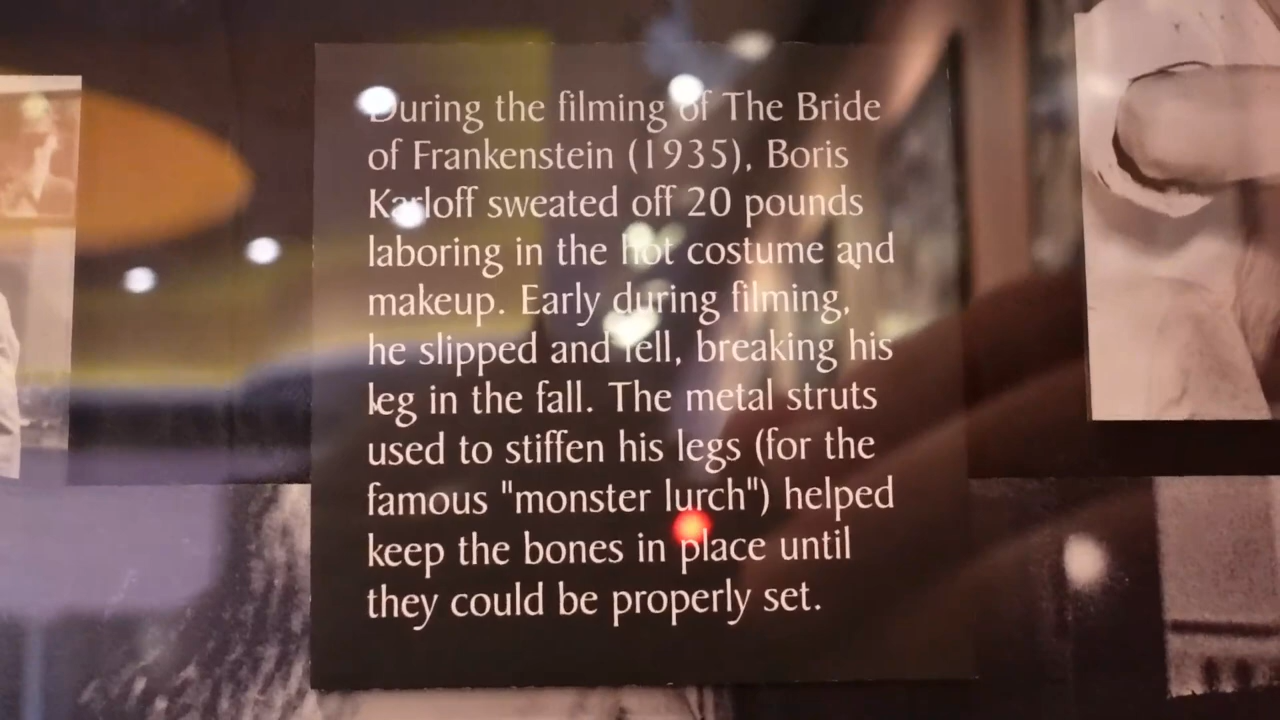 During the filming of The Bride
of Frankenstein (1935), Boris
Karloff sweated off 20 pounds
laboring in the hot costume and
makeup. Early during filming,
he slipped and fell, breaking his
leg in the fall. The metal struts
used to stiffen his legs (for the
famous "monster lurch") helped
keep the bones in place until
they could be properly set.